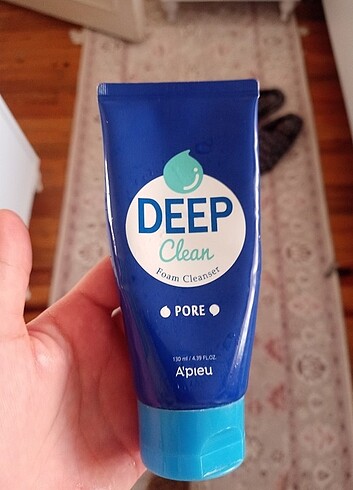 DEEP
Clean
Foam Cleanser
PORE
130 ml / 4.39 FL.OZ.
A'pieu